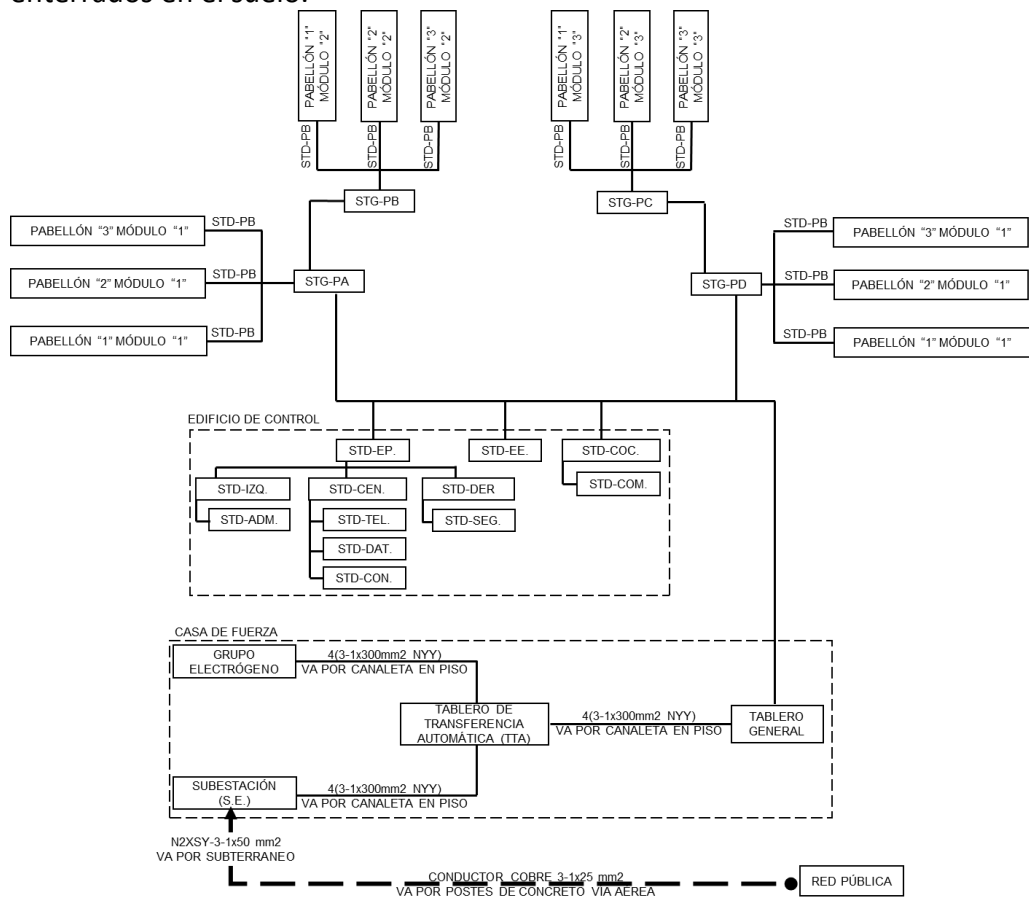 enterrados en el suelo.
PABELLÓN "1"
MÓDULO "2"
PABELLÓN "2"
MÓDULO "2"
PABELLÓN "3"
MÓDULO "2"
PABELLÓN "1"
MÓDULO "3"
PABELLÓN "2"
MÓDULO "3"
PABELLÓN "3"
MÓDULO "3"
STD-PB
STD-PB
STD-PB
STD-PB
STD-PB
STD-PB
STG-PB
STG-PC
PABELLÓN "3" MÓDULO "1"
STD-PB
STD-PB
PABELLÓN "3" MÓDULO "1"
PABELLÓN "2" MÓDULO "1"
STD-PB
STG-PA
STG-PD
STD-PB
PABELLÓN "2" MÓDULO "1"
PABELLÓN "1" MÓDULO "1"
STD-PB
STD-PB
PABELLÓN "1" MÓDULO "1"
EDIFICIO DE CONTROL
STD-EP.
STD-EE.
STD-COC.
STD-IZQ.
STD-CEN.
STD-DER
STD-COM.
STD-ADM.
STD-TEL.
STD-SEG.
STD-DAT.
STD-CON.
CASA DE FUERZA
GRUPO
ELECTRÓGENO
4(3-1x300mm2 NYY)
VA POR CANALETA EN PISO
TABLERO DE
TRANSFERENCIA
AUTOMÁTICA (TTA)
4(3-1x300mm2 NYY)
VA POR CANALETA EN PISO
TABLERO
GENERAL
SUBESTACIÓN
(S.E.)
4(3-1x300mm2 NYY)
VA POR CANALETA EN PISO
N2XSY-3-1x50 mm2
VA POR SUBTERRANEO
CONDUCTOR COBRE 3-1x25 mm2
VA POR POSTES DE CONCRETO VÍA AEREA
RED PÚBLICA